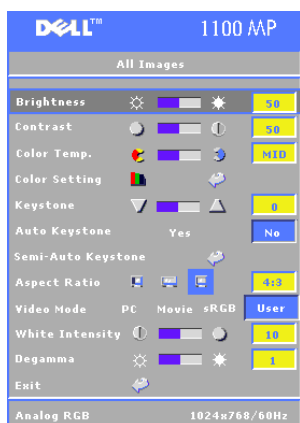 DELL™ 1100 MP
All Images
Brightness 50
Contrast 50
Color Temp. MID
Color Setting
Keystone 0
Auto Keystone Yes No
Semi-Auto Keystone
Aspect Ratio 4:3
Video Mode PC Movie sRGB User
White Intensity 10
Degamma 1
Exit
Analog RGB 1024x768/60Hz